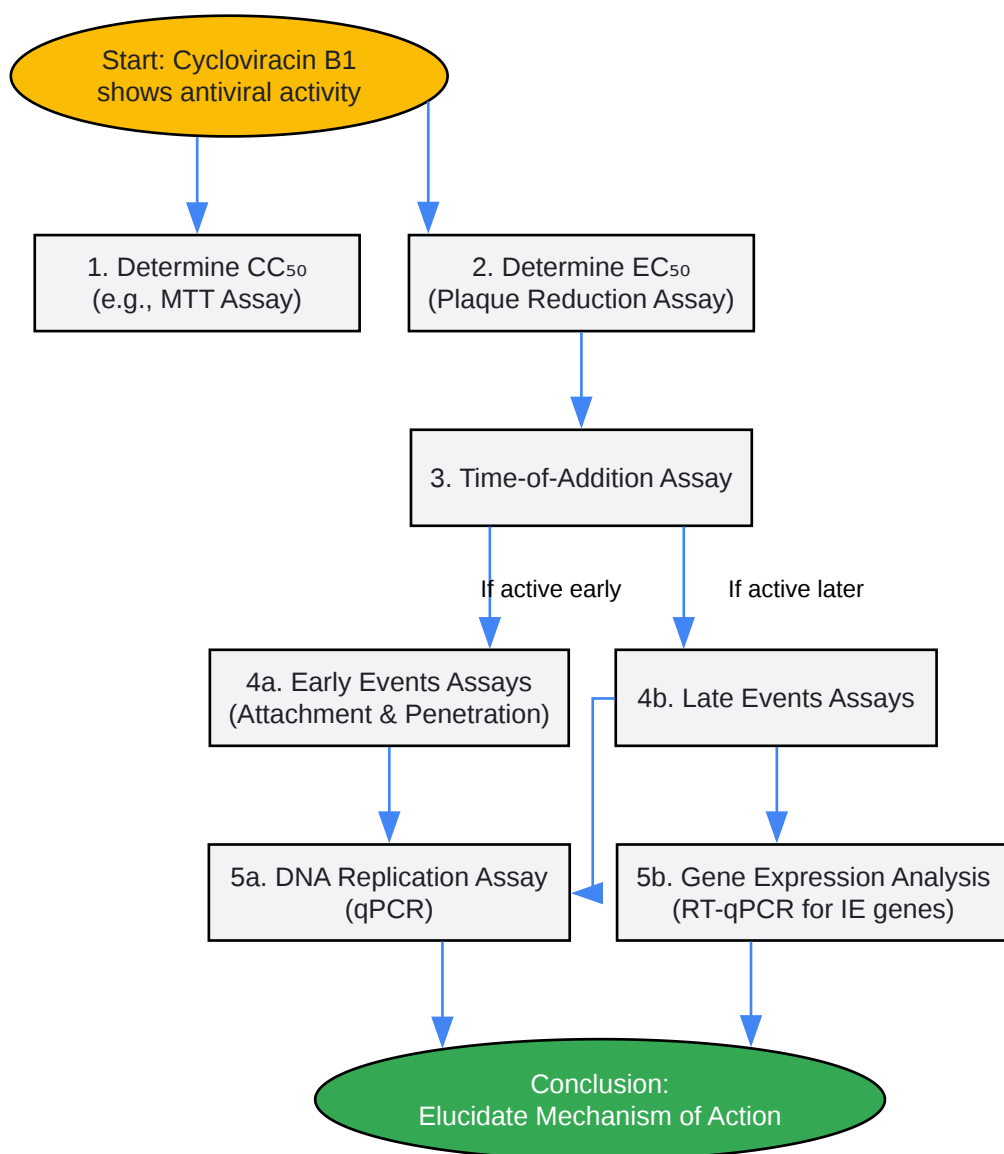 Start: Cycloviracin B1
shows antiviral activity
1. Determine CC₅₀
(e.g., MTT Assay)
2. Determine EC₅₀
(Plaque Reduction Assay)
3. Time-of-Addition Assay
If active early
If active later
4a. Early Events Assays
(Attachment & Penetration)
4b. Late Events Assays
5a. DNA Replication Assay
(qPCR)
5b. Gene Expression Analysis
(RT-qPCR for IE genes)
Conclusion:
Elucidate Mechanism of Action